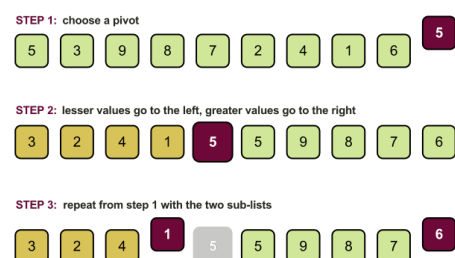 STEP 1: choose a pivot
5 3 9 8 7 2 4 1 6 5
STEP 2: lesser values go to the left, greater values go to the right
3 2 4 1 5 5 9 8 7 6
STEP 3: repeat from step 1 with the two sub-lists
3 2 4 1 5 5 9 8 7 6